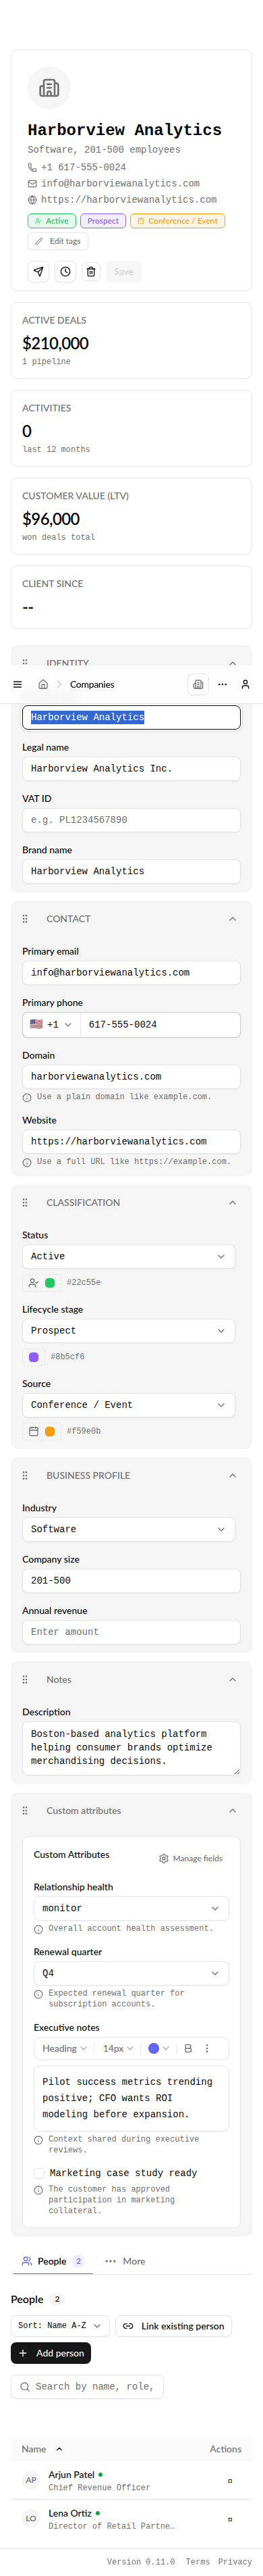 Harborview Analytics
Software, 201-500 employees
+1 617-555-0024
info@harborviewanalytics.com
https://harborviewanalytics.com
Active
Prospect
Conference / Event
Edit tags
Save
ACTIVE DEALS
$210,000
1 pipeline
ACTIVITIES
0
last 12 months
CUSTOMER VALUE (LTV)
$96,000
won deals total
CLIENT SINCE
--
IDENTITY
Companies
Harborview Analytics
Legal name
Harborview Analytics Inc.
VAT ID
e.g. PL1234567890
Brand name
Harborview Analytics
CONTACT
Primary email
info@harborviewanalytics.com
Primary phone
+1 617-555-0024
Domain
harborviewanalytics.com
Use a plain domain like example.com.
Website
https://harborviewanalytics.com
Use a full URL like https://example.com.
CLASSIFICATION
Status
Active
#22c55e
Lifecycle stage
Prospect
#8b5cf6
Source
Conference / Event
#f59e0b
BUSINESS PROFILE
Industry
Software
Company size
201-500
Annual revenue
Enter amount
Notes
Description
Boston-based analytics platform
helping consumer brands optimize
merchandising decisions.
Custom attributes
Custom Attributes
Manage fields
Relationship health
monitor
Overall account health assessment.
Renewal quarter
Q4
Expected renewal quarter for
subscription accounts.
Executive notes
Heading 14px B
Pilot success metrics trending
positive; CFO wants ROI
modeling before expansion.
Context shared during executive
reviews.
Marketing case study ready
The customer has approved
participation in marketing
collateral.
People 2
More
People 2
Sort: Name A-Z
Link existing person
Add person
Search by name, role,
Name
Actions
AP
Arjun Patel
Chief Revenue Officer
LO
Lena Ortiz
Director of Retail Partne…
Version 0.11.0 Terms Privacy